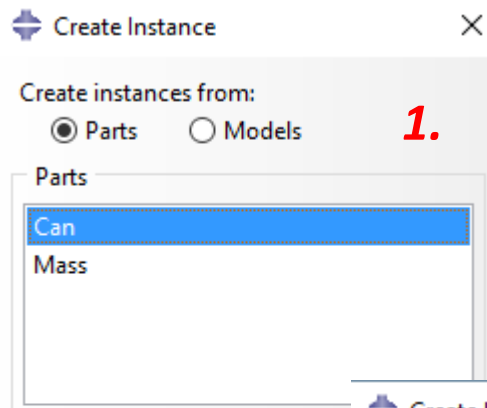 Create Instance
Create instances from:
Parts Models
1.
Parts
Can
Mass